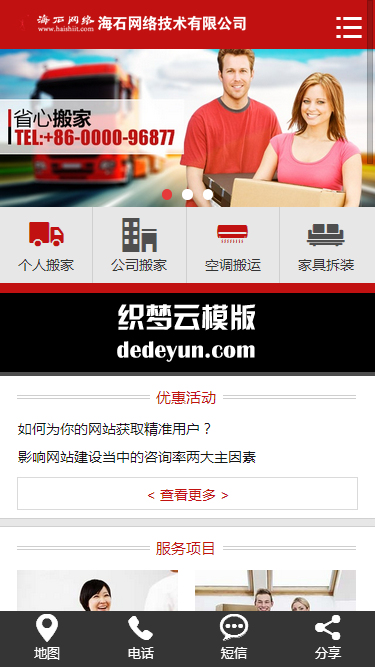 海石网络 海石网络技术有限公司
www.haishiit.com
省心搬家
TEL:+86-0000-96877
个人搬家 公司搬家 空调搬运 家具拆装
织梦云模版
dedeyun.com
优惠活动
如何为你的网站获取精准用户？
影响网站建设当中的咨询率两大主因素
< 查看更多 >
服务项目
地图 电话 短信 分享